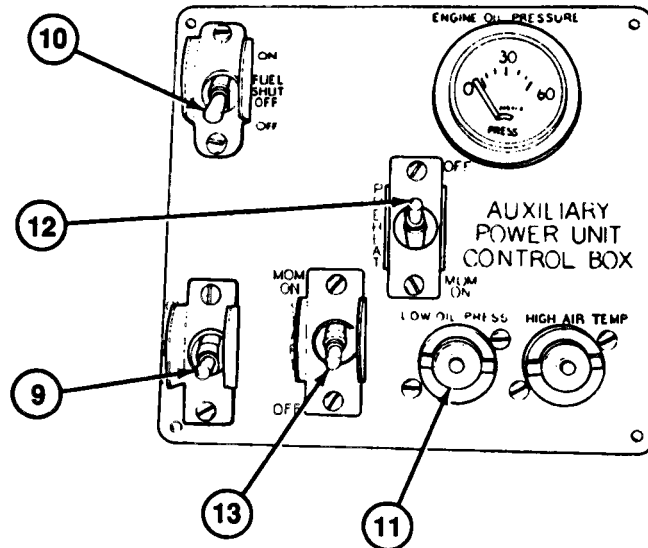 10
ENGINE OIL PRESSURE
ON
FUEL
SHUT
OFF
OFF
0
30
60
PRESS
12
OFF
PREHEAT
MOM
ON
AUXILIARY
POWER UNIT
CONTROL BOX
MOM
ON
OFF
LOW OIL PRESS
HIGH AIR TEMP
9
13
11